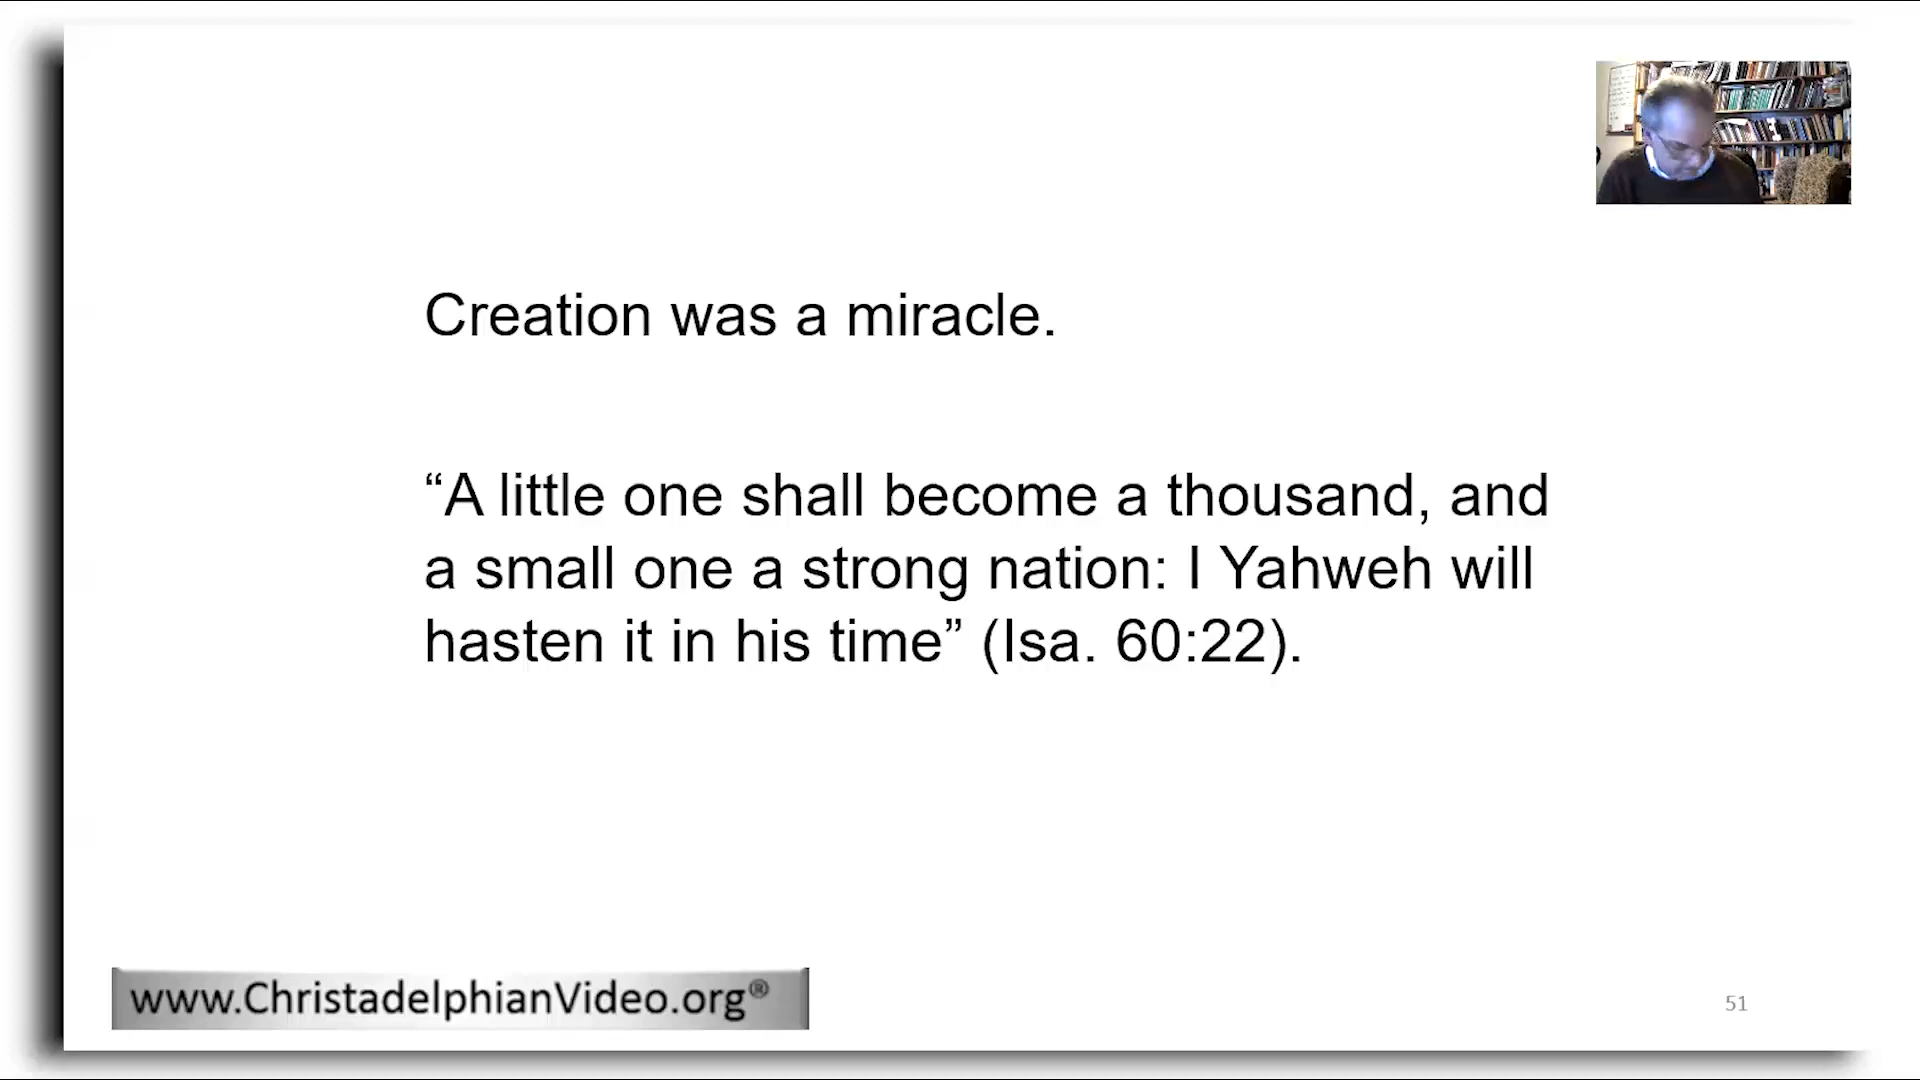 Creation was a miracle.
“A little one shall become a thousand, and
a small one a strong nation: I Yahweh will
hasten it in his time” (Isa. 60:22).
www.ChristadelphianVideo.org®
51